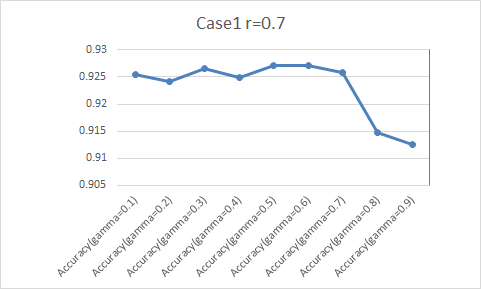 Case1 r=0.7
0.93
0.925
0.92
0.915
0.91
0.905
Accuracy(gamma=0.1)
Accuracy(gamma=0.2)
Accuracy(gamma=0.3)
Accuracy(gamma=0.4)
Accuracy(gamma=0.5)
Accuracy(gamma=0.6)
Accuracy(gamma=0.7)
Accuracy(gamma=0.8)
Accuracy(gamma=0.9)